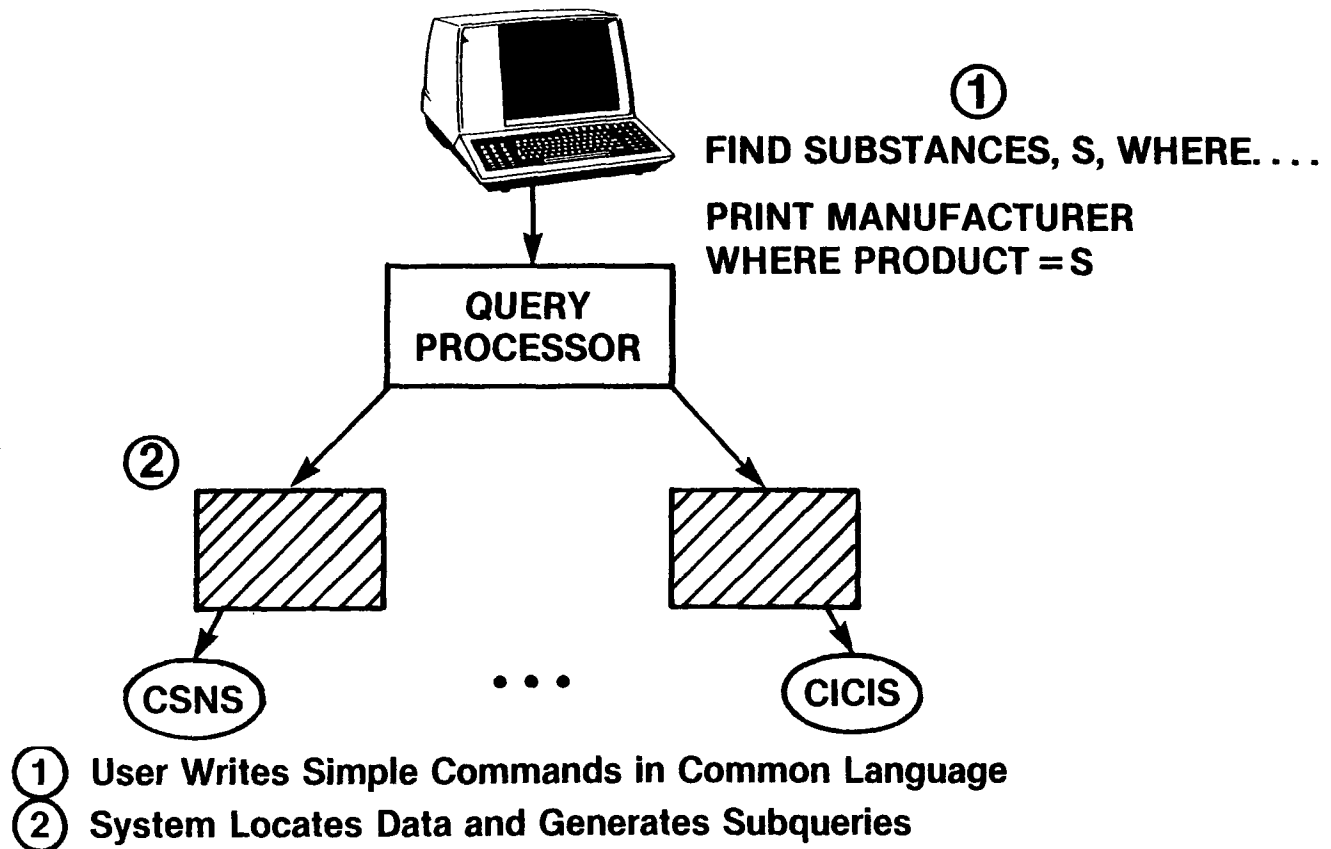 ①
FIND SUBSTANCES, S, WHERE....
PRINT MANUFACTURER
WHERE PRODUCT = S
QUERY
PROCESSOR
②
CSNS
...
CICIS
① User Writes Simple Commands in Common Language
② System Locates Data and Generates Subqueries